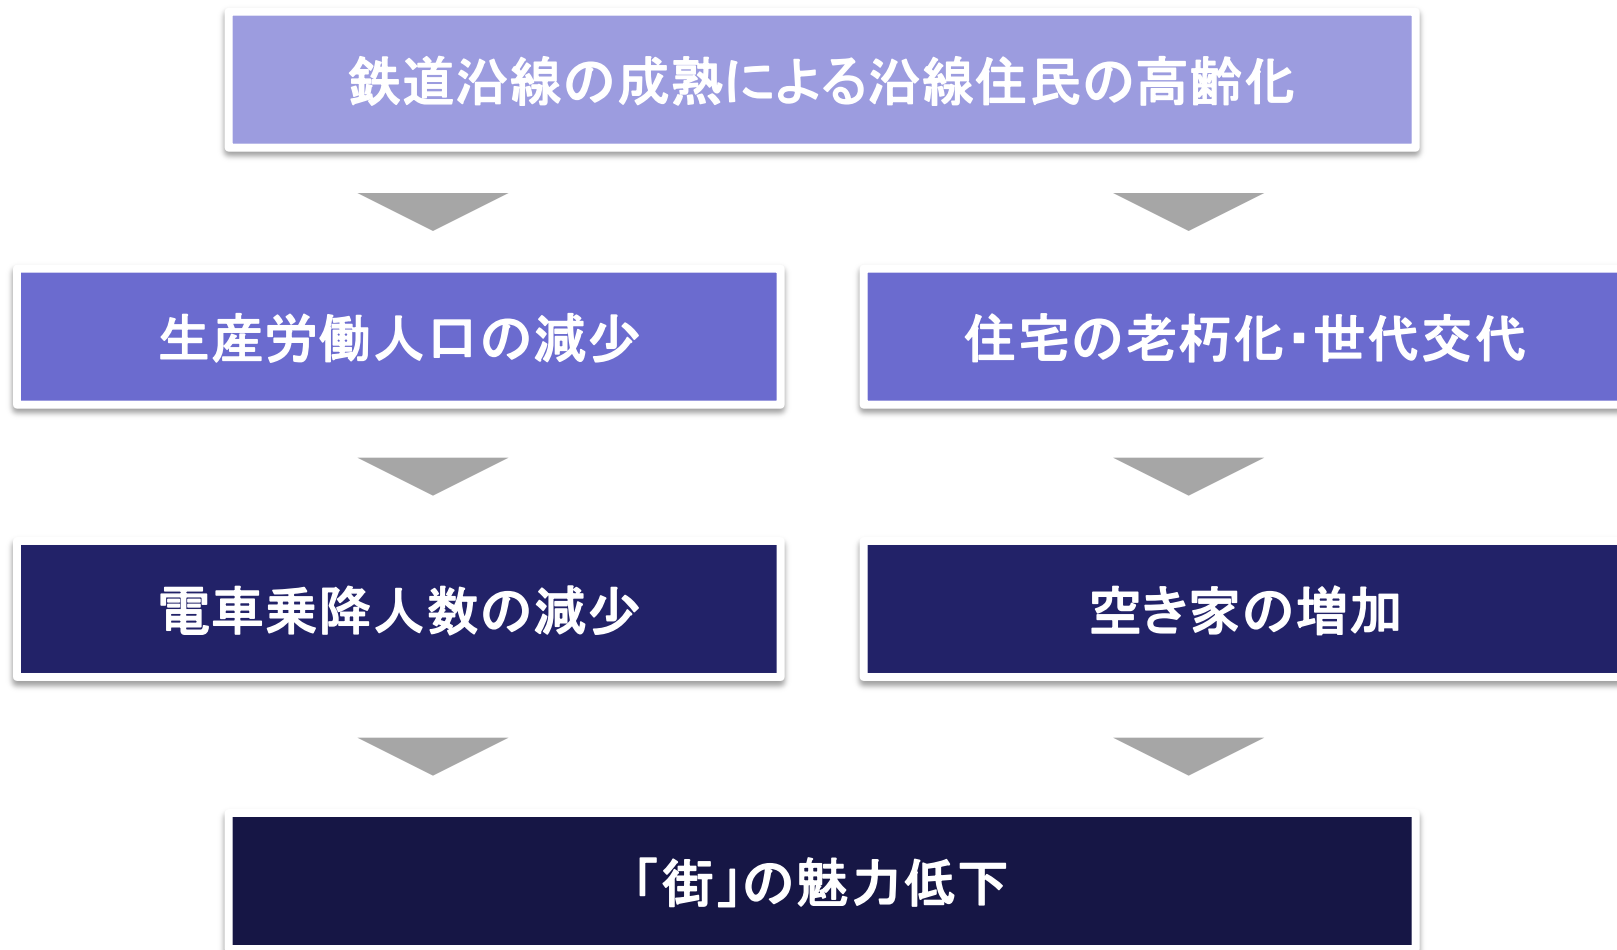 鉄道沿線の成熟による沿線住民の高齢化
生産労働人口の減少
住宅の老朽化・世代交代
電車乗降人数の減少
空き家の増加
「街」の魅力低下